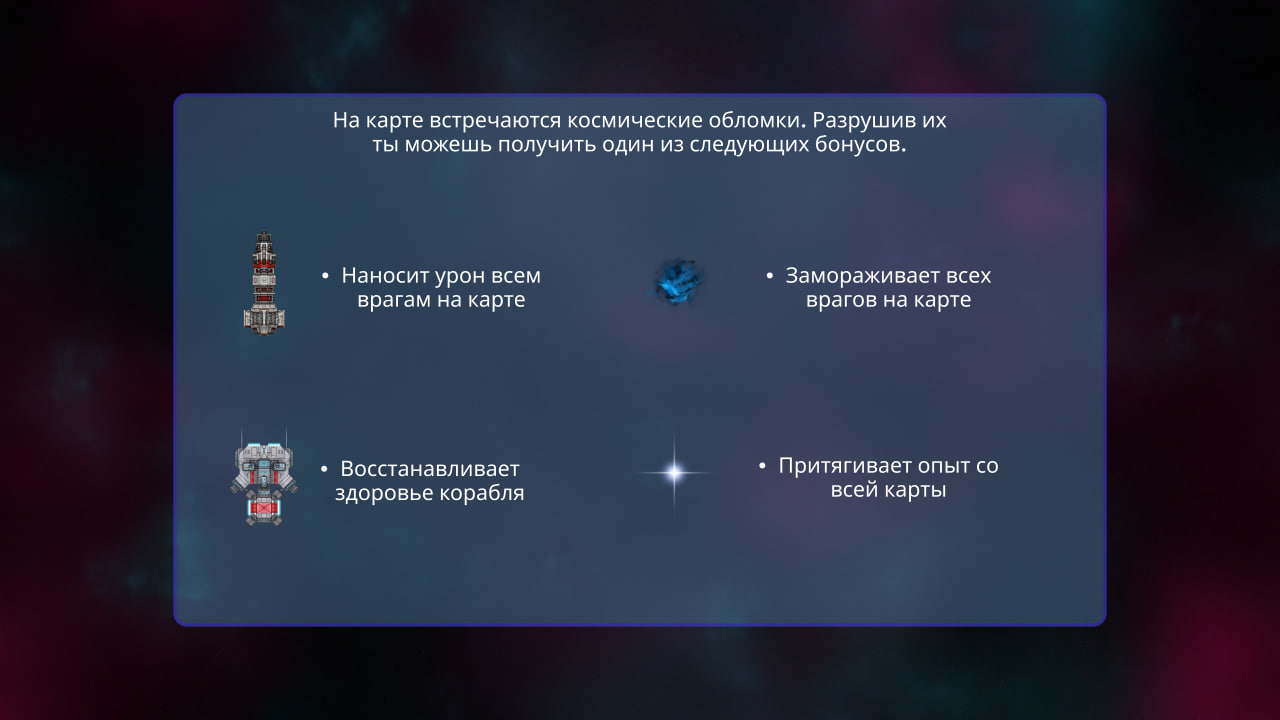 На карте встречаются космические обломки. Разрушив их
ты можешь получить один из следующих бонусов.
• Наносит урон всем
врагам на карте
• Замораживает всех
врагов на карте
• Восстанавливает
здоровье корабля
• Притягивает опыт со
всей карты